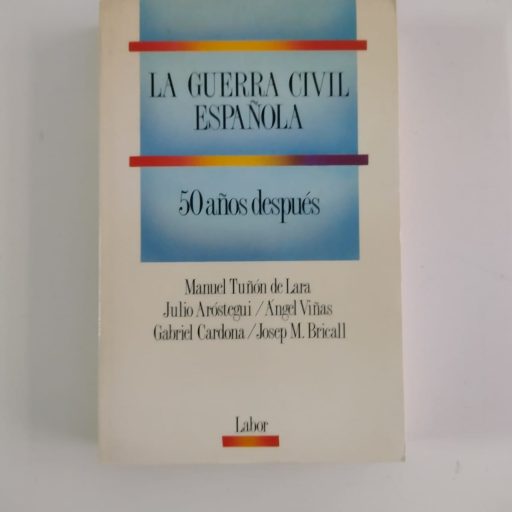 LA GUERRA CIVIL
ESPAÑOLA
50 años después
Manuel Tuñón de Lara
Julio Aróstegui / Ángel Viñas
Gabriel Cardona / Josep M. Bricall
Labor